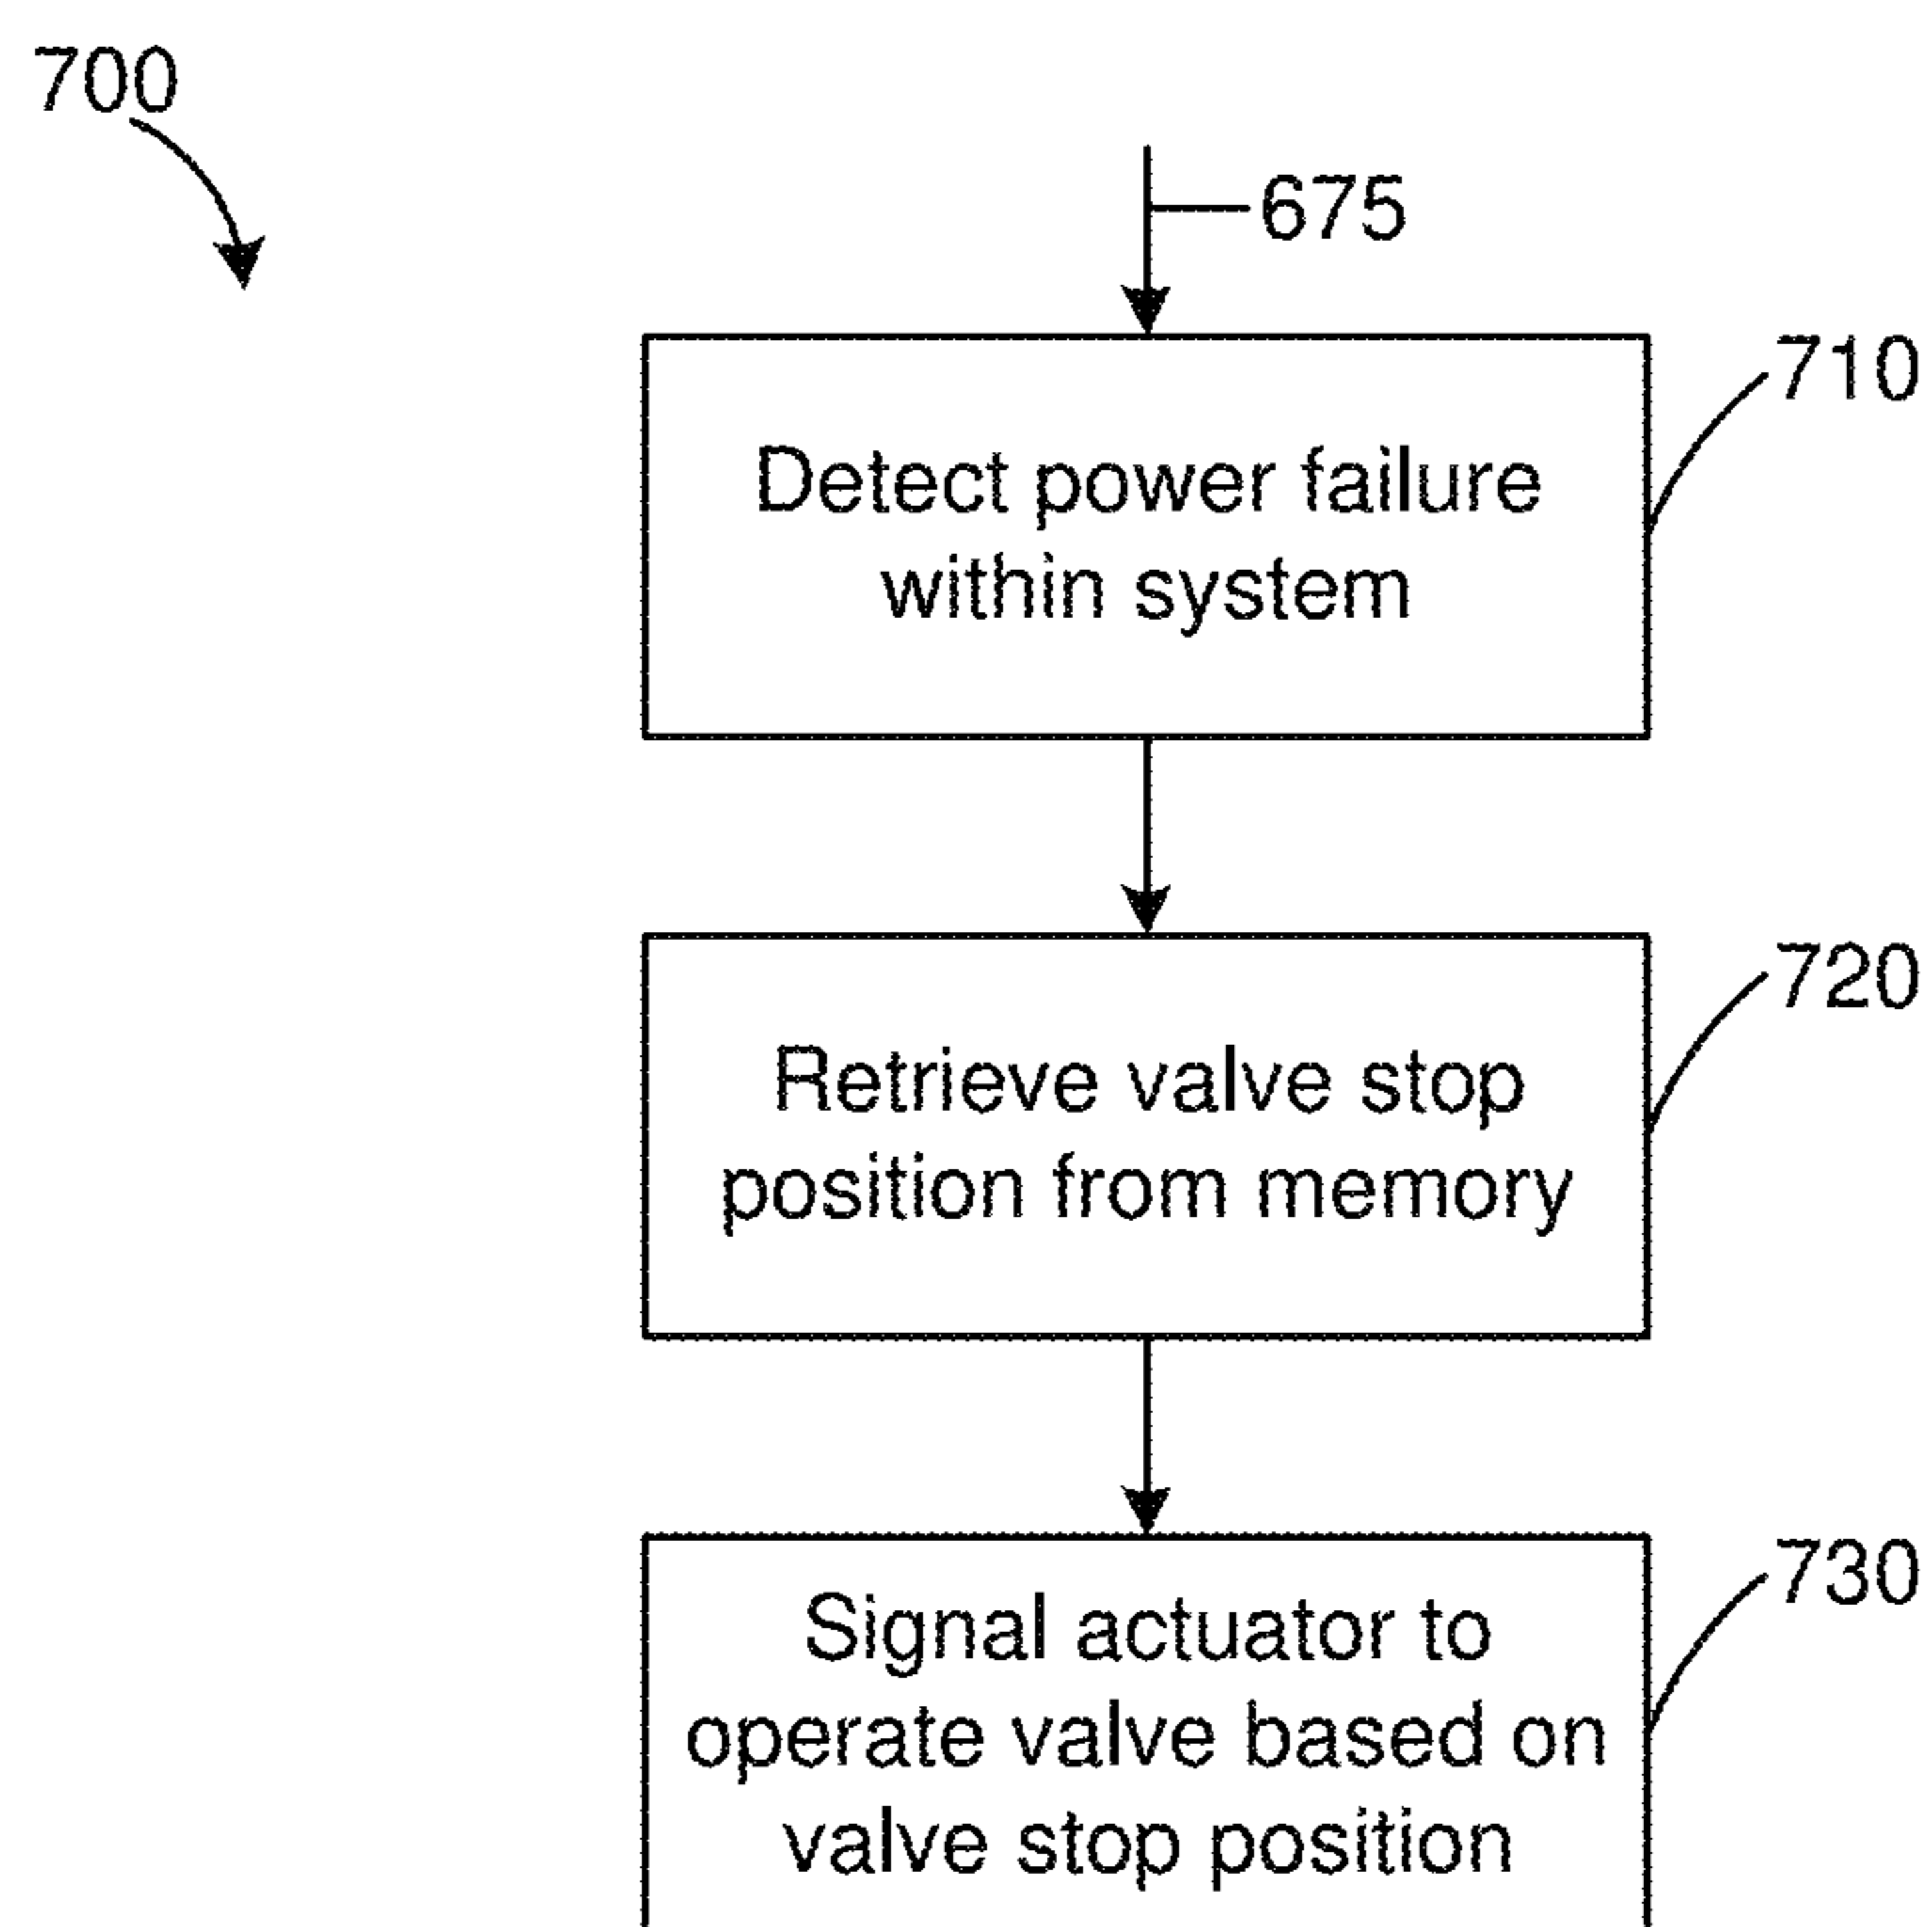 700
675
710
Detect power failure
within system
720
Retrieve valve stop
position from memory
730
Signal actuator to
operate valve based on
valve stop position